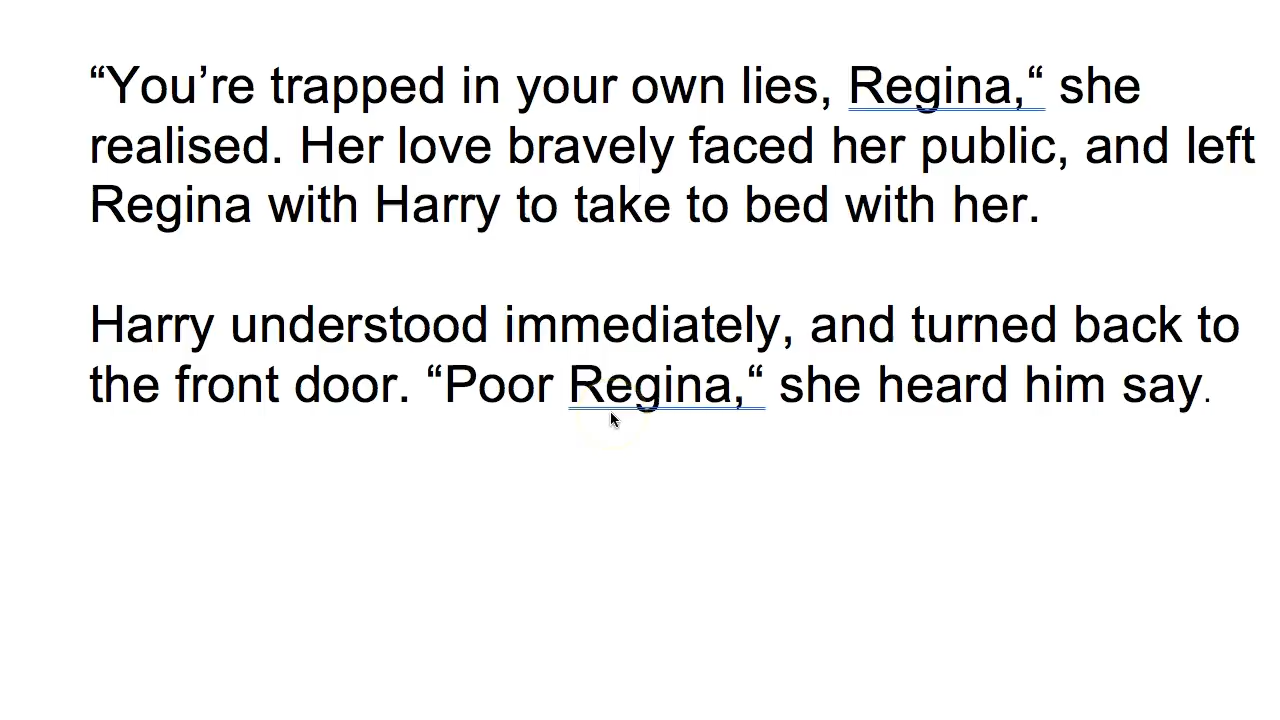 “You’re trapped in your own lies, Regina,“ she
realised. Her love bravely faced her public, and left
Regina with Harry to take to bed with her.
Harry understood immediately, and turned back to
the front door. “Poor Regina,“ she heard him say.